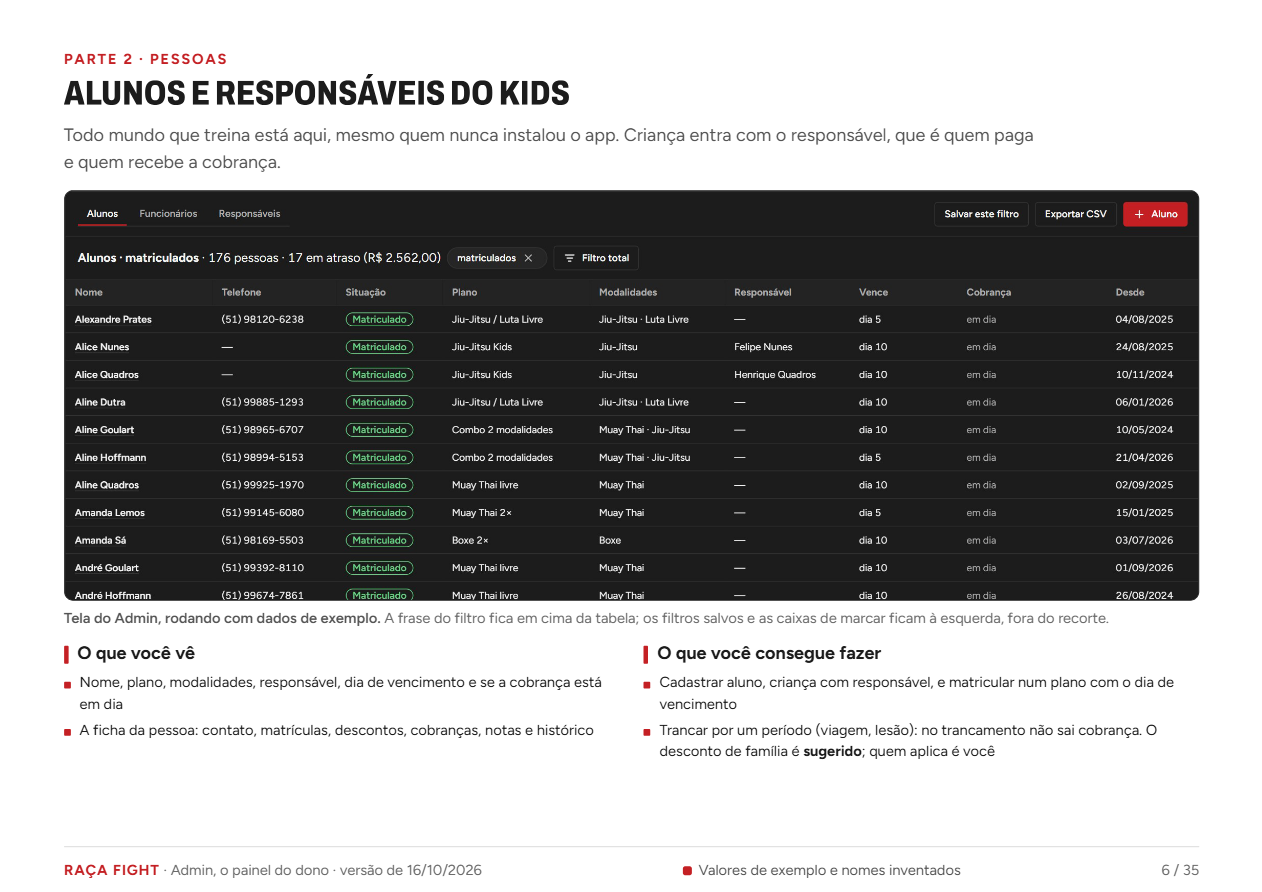 PARTE 2 · PESSOAS
ALUNOS E RESPONSÁVEIS DO KIDS
Todo mundo que treina está aqui, mesmo quem nunca instalou o app. Criança entra com o responsável, que é quem paga
e quem recebe a cobrança.
Alunos Funcionários Responsáveis Salvar este filtro Exportar CSV + Aluno
Alunos · matriculados · 176 pessoas · 17 em atraso (R$ 2.562,00) matriculados × Filtro total
Nome Telefone Situação Plano Modalidades Responsável Vence Cobrança Desde
Alexandre Prates (51) 98120-6238 Matriculado Jiu-Jitsu / Luta Livre Jiu-Jitsu · Luta Livre — dia 5 em dia 04/08/2025
Alice Nunes — Matriculado Jiu-Jitsu Kids Jiu-Jitsu Felipe Nunes dia 10 em dia 24/08/2025
Alice Quadros — Matriculado Jiu-Jitsu Kids Jiu-Jitsu Henrique Quadros dia 10 em dia 10/11/2024
Aline Dutra (51) 99885-1293 Matriculado Jiu-Jitsu / Luta Livre Jiu-Jitsu · Luta Livre — dia 10 em dia 06/01/2026
Aline Goulart (51) 98965-6707 Matriculado Combo 2 modalidades Muay Thai · Jiu-Jitsu — dia 10 em dia 10/05/2024
Aline Hoffmann (51) 98994-5153 Matriculado Combo 2 modalidades Muay Thai · Jiu-Jitsu — dia 5 em dia 21/04/2026
Aline Quadros (51) 99925-1970 Matriculado Muay Thai livre Muay Thai — dia 10 em dia 02/09/2025
Amanda Lemos (51) 99145-6080 Matriculado Muay Thai 2× Muay Thai — dia 5 em dia 15/01/2025
Amanda Sá (51) 98169-5503 Matriculado Boxe 2× Boxe — dia 10 em dia 03/07/2026
André Goulart (51) 99392-8110 Matriculado Muay Thai livre Muay Thai — dia 10 em dia 01/09/2026
André Hoffmann (51) 99674-7861 Matriculado Muay Thai livre Muay Thai — dia 10 em dia 26/08/2024
Tela do Admin, rodando com dados de exemplo. A frase do filtro fica em cima da tabela; os filtros salvos e as caixas de marcar ficam à esquerda, fora do recorte.
O que você vê
Nome, plano, modalidades, responsável, dia de vencimento e se a cobrança está
em dia
A ficha da pessoa: contato, matrículas, descontos, cobranças, notas e histórico
O que você consegue fazer
Cadastrar aluno, criança com responsável, e matricular num plano com o dia de
vencimento
Trancar por um período (viagem, lesão): no trancamento não sai cobrança. O
desconto de família é sugerido; quem aplica é você
RAÇA FIGHT · Admin, o painel do dono · versão de 16/10/2026 Valores de exemplo e nomes inventados 6 / 35